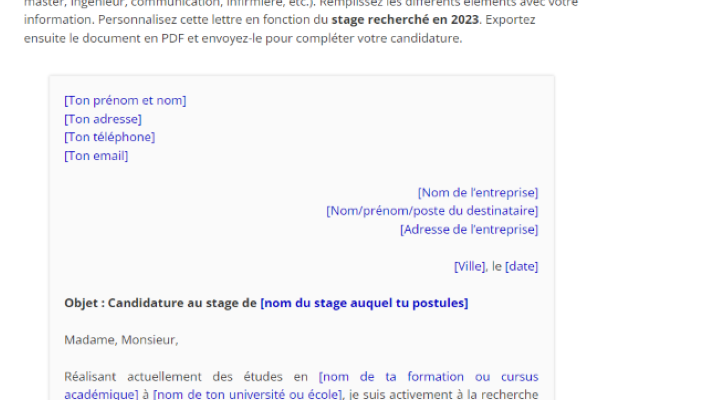 master, ingénieur, communication, infirmière, etc.). Remplissez les différents éléments avec votre
information. Personnalisez cette lettre en fonction du stage recherché en 2023. Exportez
ensuite le document en PDF et envoyez-le pour compléter votre candidature.
[Ton prénom et nom]
[Ton adresse]
[Ton téléphone]
[Ton email]
[Nom de l'entreprise]
[Nom/prénom/poste du destinataire]
[Adresse de l'entreprise]
[Ville], le [date]
Objet : Candidature au stage de [nom du stage auquel tu postules]
Madame, Monsieur,
Réalisant actuellement des études en [nom de ta formation ou cursus
académique] à [nom de ton université ou école], je suis activement à la recherche